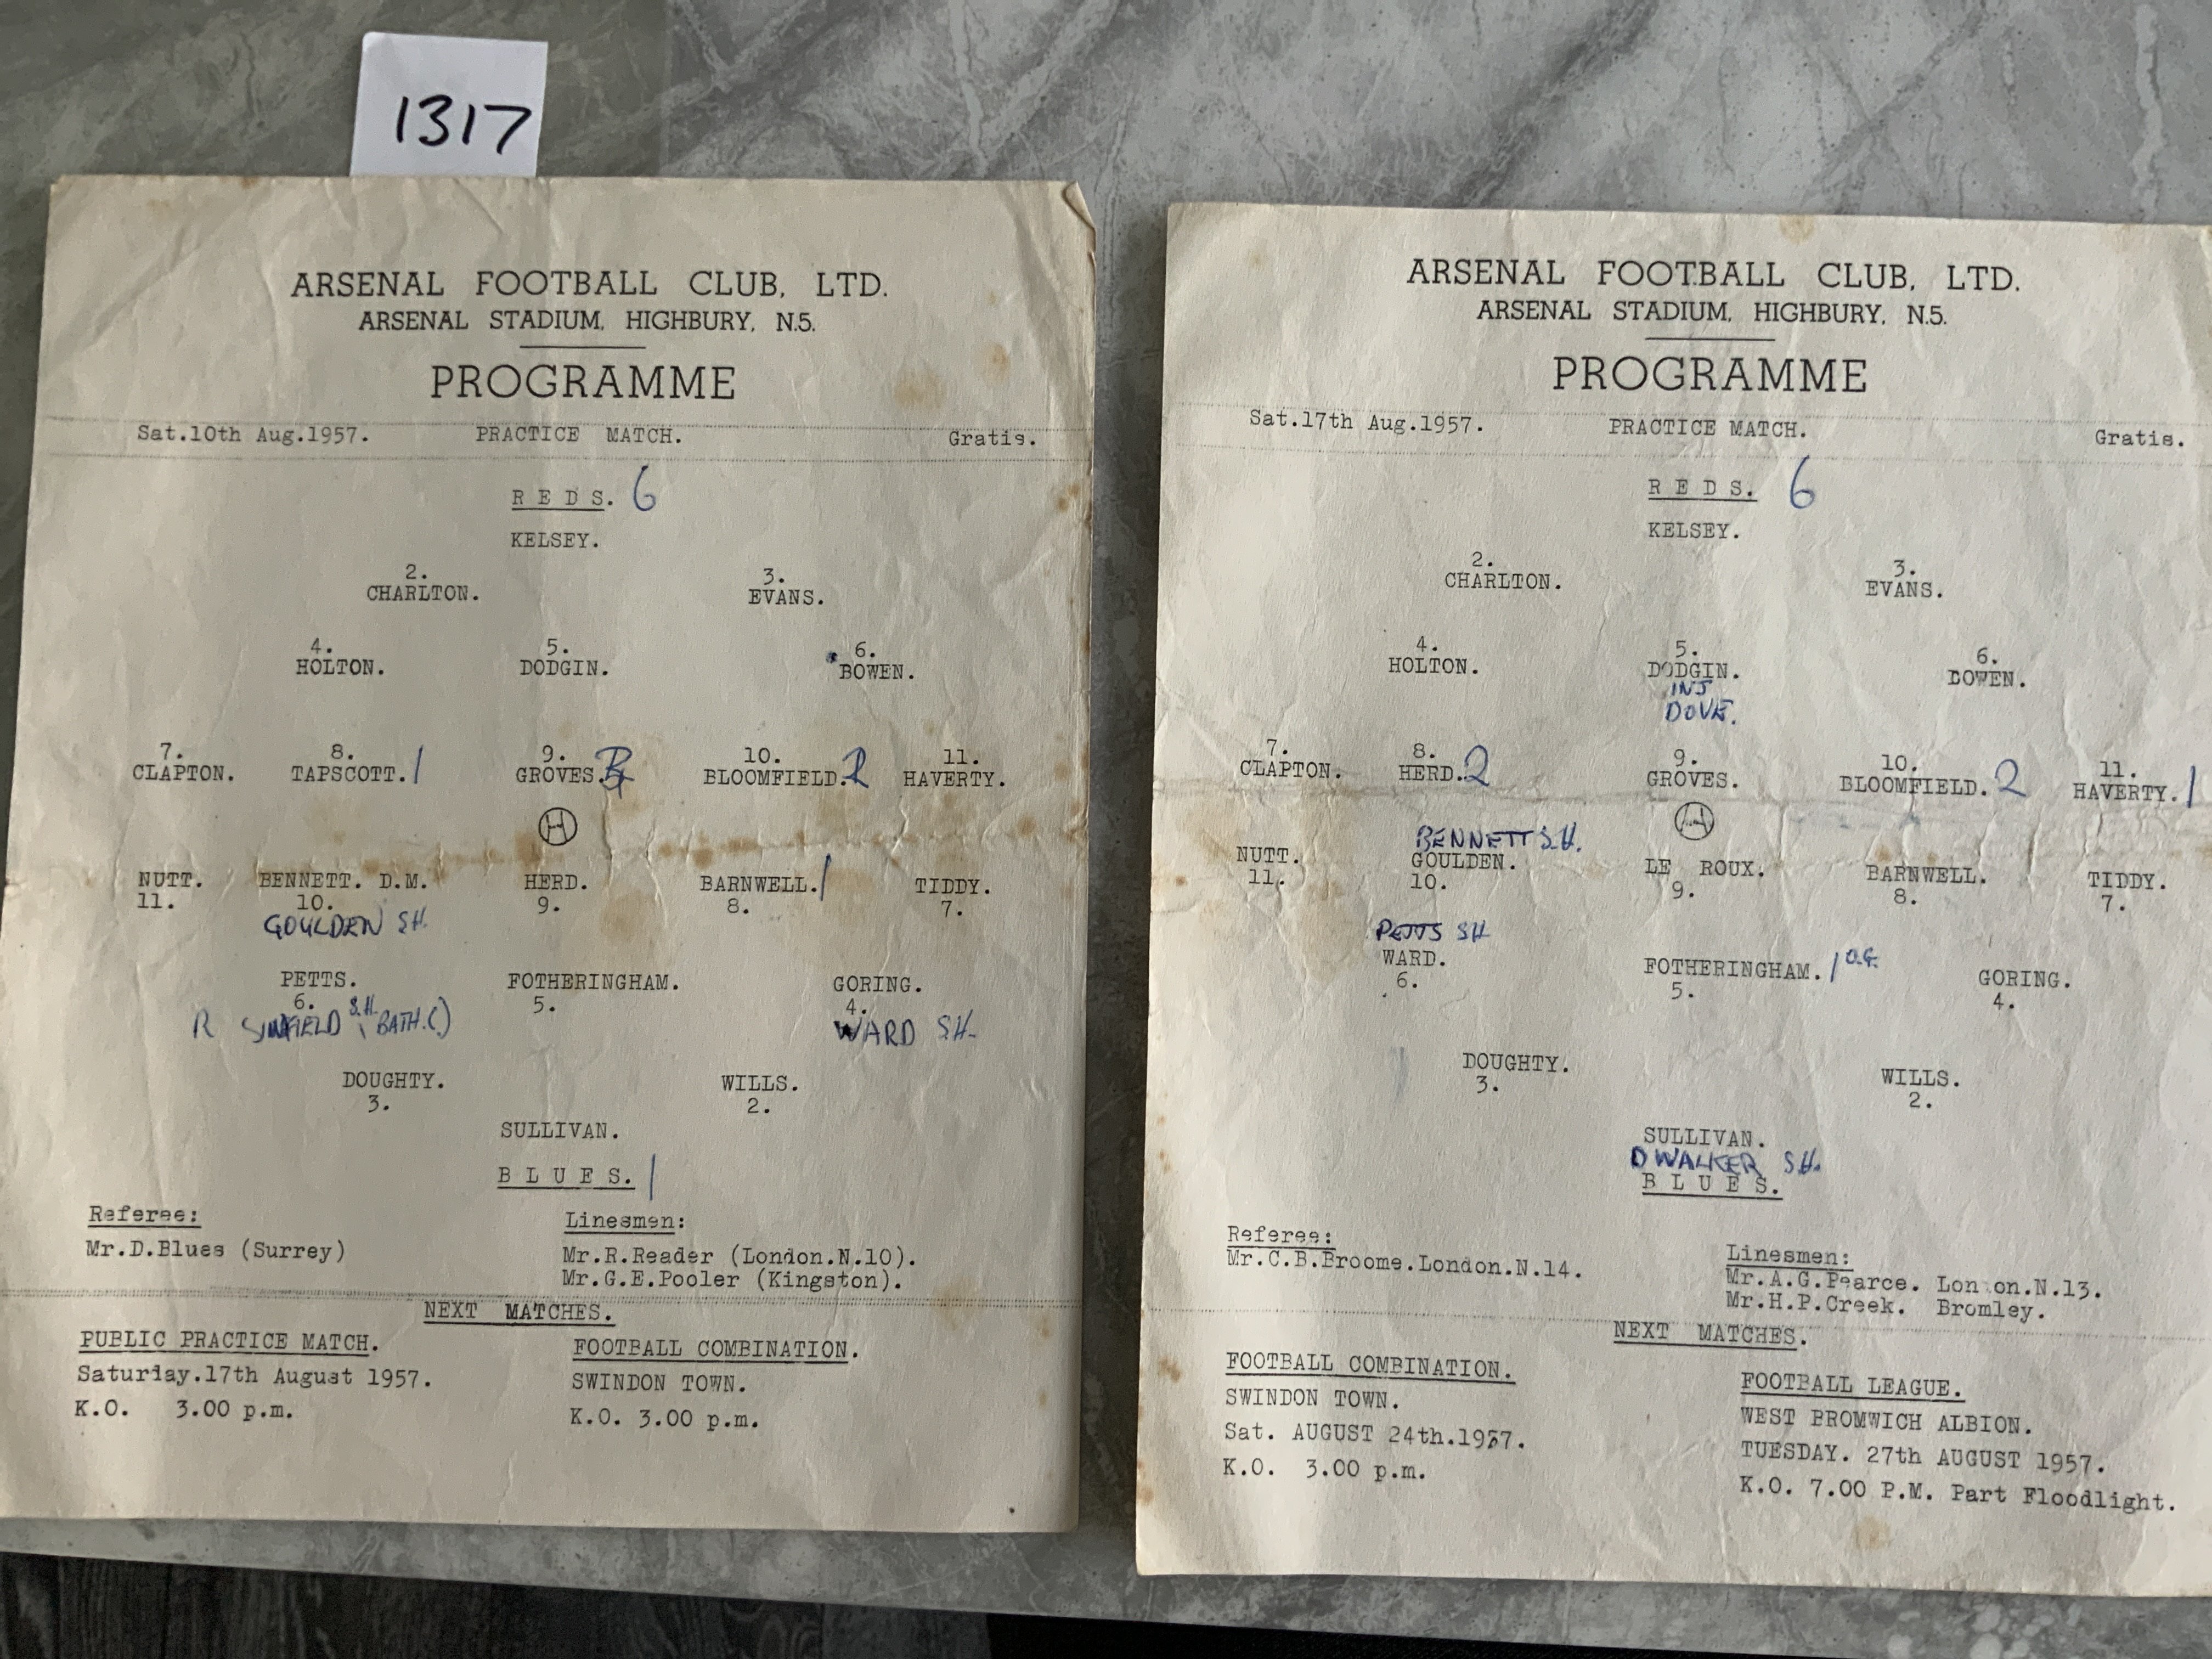 1317
ARSENAL FOOTBALL CLUB, LTD.
ARSENAL STADIUM, HIGHBURY, N.5.
PROGRAMME
Sat.10th Aug.1957. PRACTICE MATCH. Gratis.
REDS. 6
KELSEY.
2. 3.
CHARLTON. EVANS.
4. 5. 6.
HOLTON. DODGIN. BOWEN.
7. 8. 9. 10. 11.
CLAPTON. TAPSCOTT. 1 GROVES. BLOOMFIELD. 2 HAVERTY.
H
NUTT. BENNETT. D.M. HERD. BARNWELL. 1 TIDDY.
11. 10. 9. 8. 7.
GOULDEN S.H.
PETTS. FOTHERINGHAM. GORING.
6. 5. 4.
R SINFIELD S.H. (BATH.C)
WARD S.H.
DOUGHTY. WILLS.
3. 2.
SULLIVAN.
BLUES. 1
Referee: Linesmen:
Mr.D.Blues (Surrey) Mr.R.Reader (London.N.10).
Mr.G.E.Pooler (Kingston).
NEXT MATCHES.
PUBLIC PRACTICE MATCH. FOOTBALL COMBINATION.
Saturday.17th August 1957. SWINDON TOWN.
K.O. 3.00 p.m. K.O. 3.00 p.m.
ARSENAL FOOTBALL CLUB, LTD.
ARSENAL STADIUM, HIGHBURY, N.5.
PROGRAMME
Sat.17th Aug.1957. PRACTICE MATCH. Gratis.
REDS. 6
KELSEY.
2. 3.
CHARLTON. EVANS.
4. 5. 6.
HOLTON. DODGIN. BOWEN.
INJ
DOVE.
7. 8. 9. 10. 11.
CLAPTON. HERD. 2 GROVES. BLOOMFIELD. 2 HAVERTY. 1
BENNETT S.H.
NUTT. GOULDEN. LE ROUX. BARNWELL. TIDDY.
11. 10. 9. 8. 7.
PETTS SH
WARD. FOTHERINGHAM. 1 O.G. GORING.
6. 5. 4.
DOUGHTY. WILLS.
3. 2.
SULLIVAN.
D WALKER S.H.
BLUES.
Referee: Linesmen:
Mr.C.B.Broome.London.N.14. Mr.A.G.Pearce. Lon on.N.13.
Mr.H.P.Creek. Bromley.
NEXT MATCHES.
FOOTBALL COMBINATION. FOOTBALL LEAGUE.
SWINDON TOWN. WEST BROMWICH ALBION.
Sat. AUGUST 24th.1957. TUESDAY. 27th AUGUST 1957.
K.O. 3.00 p.m. K.O. 7.00 P.M. Part Floodlight.